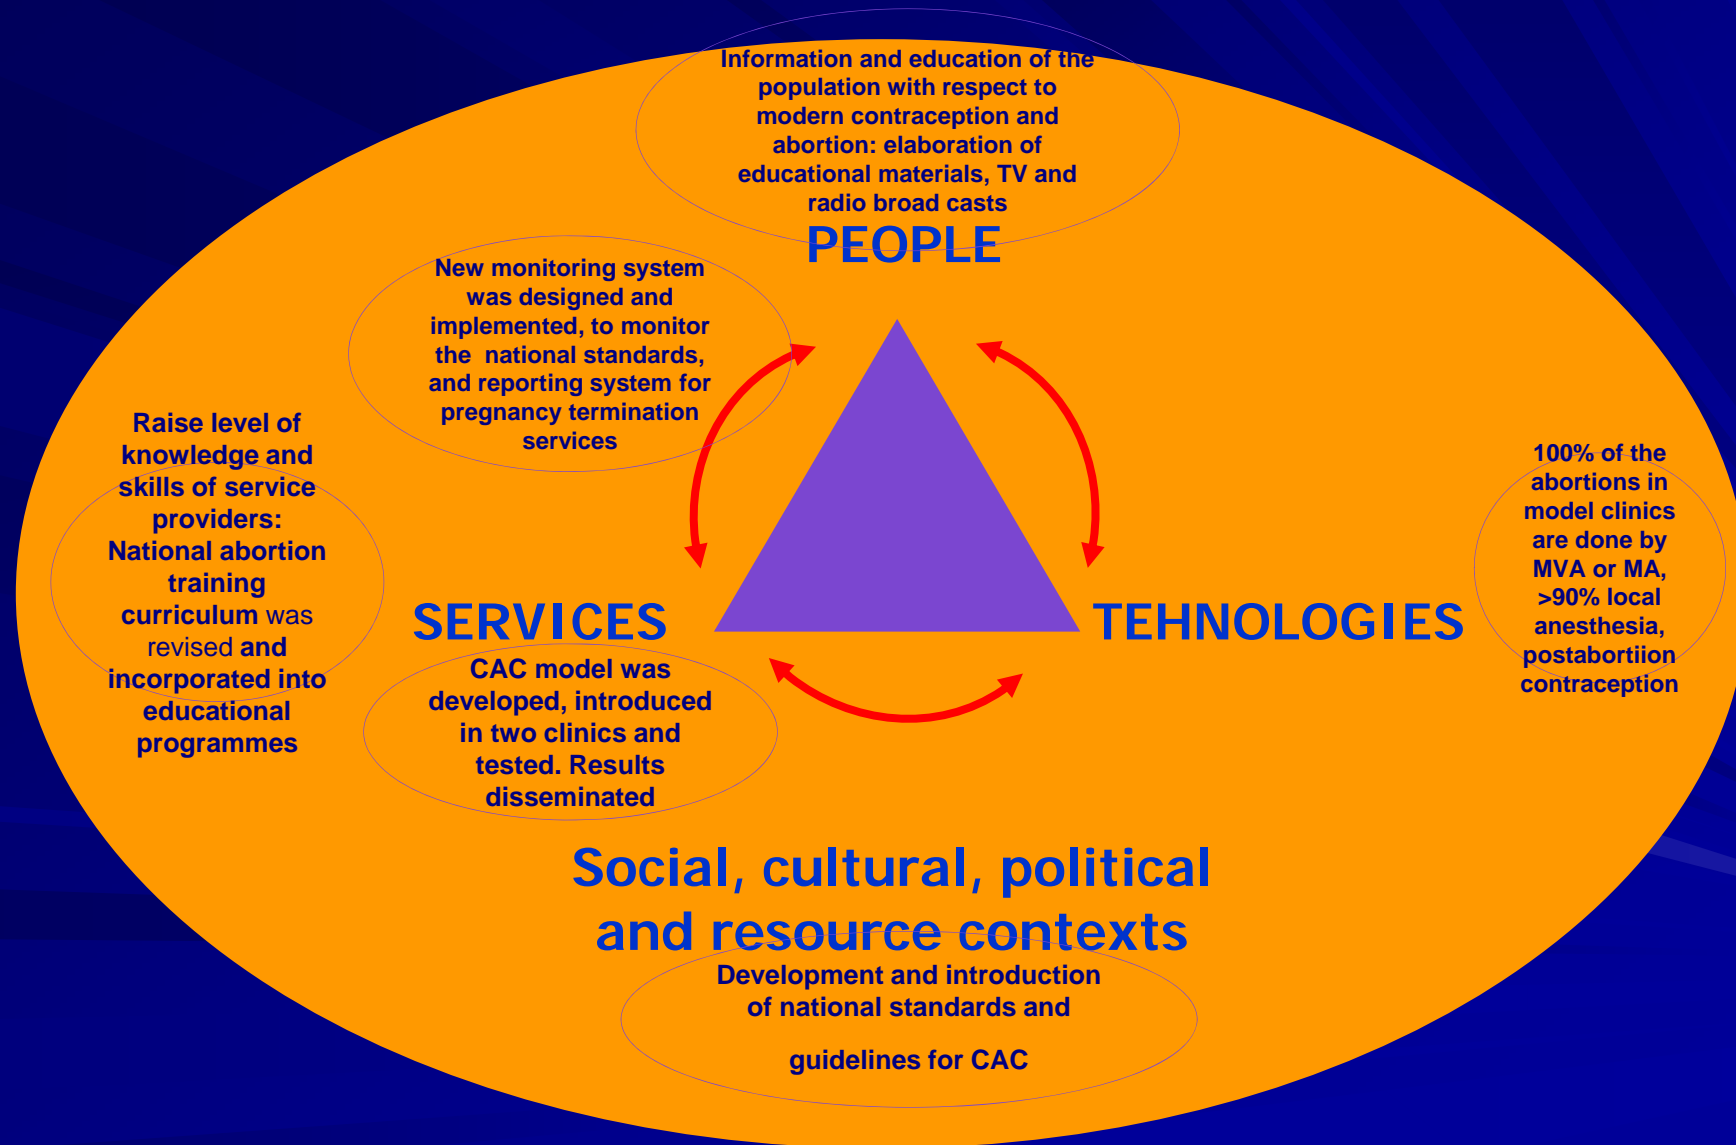 Information and education of the
population with respect to
modern contraception and
abortion: elaboration of
educational materials, TV and
radio broad casts
PEOPLE
New monitoring system
was designed and
implemented, to monitor
the national standards,
and reporting system for
pregnancy termination
services
Raise level of
knowledge and
skills of service
providers:
National abortion
training
curriculum was
revised and
incorporated into
educational
programmes
100% of the
abortions in
model clinics
are done by
MVA or MA,
>90% local
anesthesia,
postabortiion
contraception
SERVICES
TEHNOLOGIES
CAC model was
developed, introduced
in two clinics and
tested. Results
disseminated
Social, cultural, political
and resource contexts
Development and introduction
of national standards and
guidelines for CAC